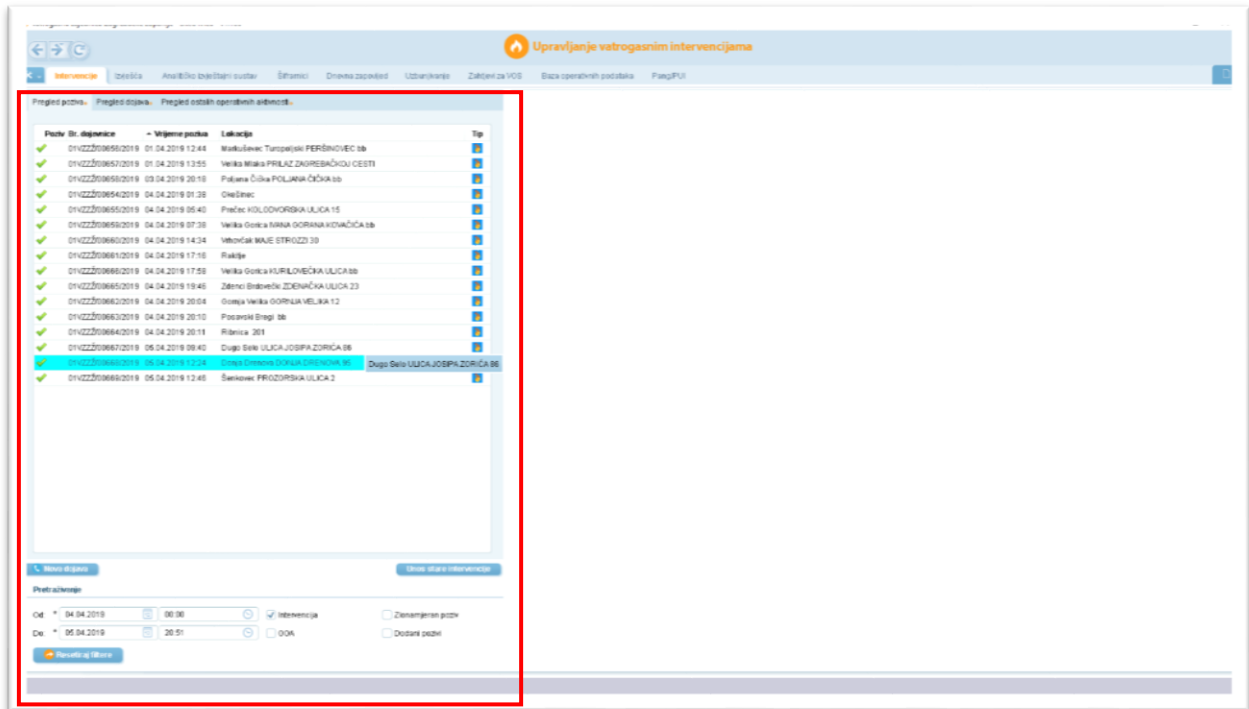 Upravljanje vatrogasnim intervencijama
Intervencije Izvješća Analitičko izvještajni sustav Šifrarnici Dnevna zapovijed Uzbunjivanje Zahtjevi za VOS Baza operativnih podataka Pang/PUI
Pregled poziva Pregled dojava Pregled ostalih operativnih aktivnosti
Poziv Br. dojavnice Vrijeme poziva Lokacija Tip
01VZZŽ/00656/2019 01.04.2019 12:44 Markuševec Turopoljski PERŠINOVEC bb
01VZZŽ/00657/2019 01.04.2019 13:55 Velika Mlaka PRILAZ ZAGREBAČKOJ CESTI
01VZZŽ/00658/2019 03.04.2019 20:18 Poljana Čička POLJANA ČIČKA bb
01VZZŽ/00654/2019 04.04.2019 01:38 Okešinec
01VZZŽ/00655/2019 04.04.2019 05:40 Prečec KOLODVORSKA ULICA 15
01VZZŽ/00659/2019 04.04.2019 07:38 Velika Gorica IVANA GORANA KOVAČIĆA bb
01VZZŽ/00660/2019 04.04.2019 14:34 Vrhovčak MAJE STROZZI 30
01VZZŽ/00661/2019 04.04.2019 17:16 Rakitje
01VZZŽ/00666/2019 04.04.2019 17:58 Velika Gorica KURILOVEČKA ULICA bb
01VZZŽ/00665/2019 04.04.2019 19:46 Zdenci Brdovečki ZDENAČKA ULICA 23
01VZZŽ/00662/2019 04.04.2019 20:04 Gornja Velika GORNJA VELIKA 12
01VZZŽ/00663/2019 04.04.2019 20:10 Posavski Bregi bb
01VZZŽ/00664/2019 04.04.2019 20:11 Ribnica 201
01VZZŽ/00667/2019 05.04.2019 09:40 Dugo Selo ULICA JOSIPA ZORIĆA 86
01VZZŽ/00668/2019 05.04.2019 12:24 Donja Drenova DONJA DRENOVA 95 Dugo Selo ULICA JOSIPA ZORIĆA 86
01VZZŽ/00669/2019 05.04.2019 12:46 Šenkovec PROZORSKA ULICA 2
Nova dojava Unos stare intervencije
Pretraživanje
Od: * 04.04.2019 00:00 Intervencija Zlonamjeran poziv
Do: * 05.04.2019 20:51 OOA Dodani pozivi
Resetiraj filtere